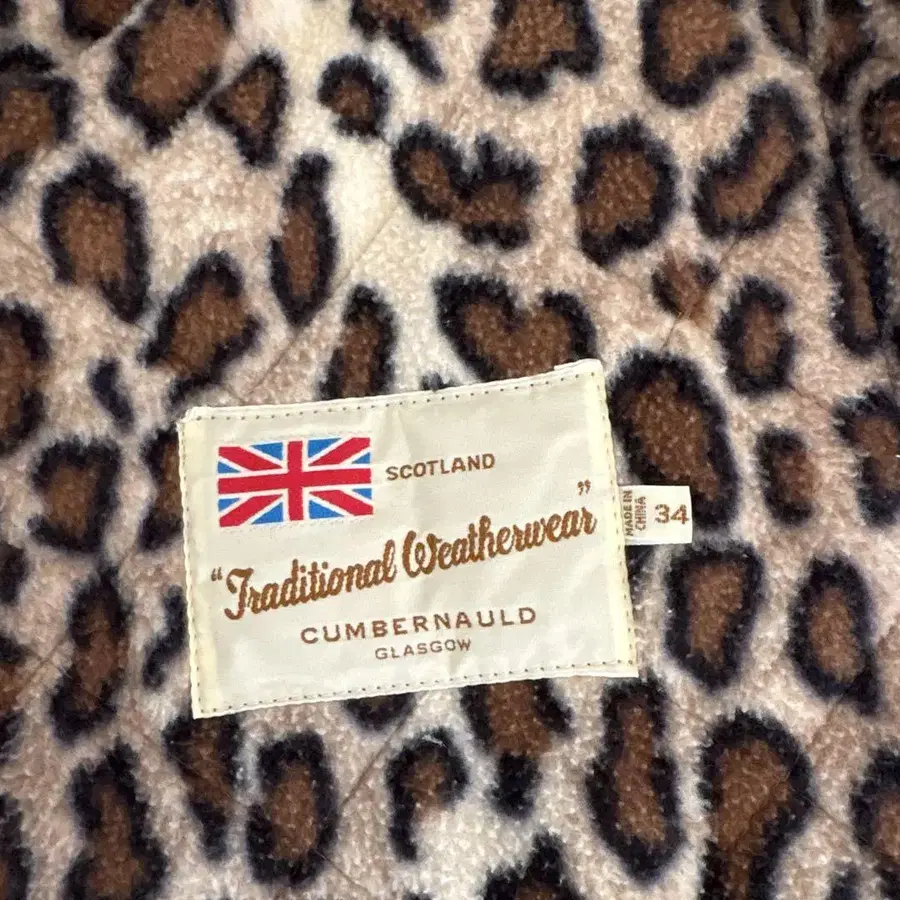 SCOTLAND
"Traditional Weatherwear"
CUMBERNAULD
GLASGOW
MADE IN
CHINA
34